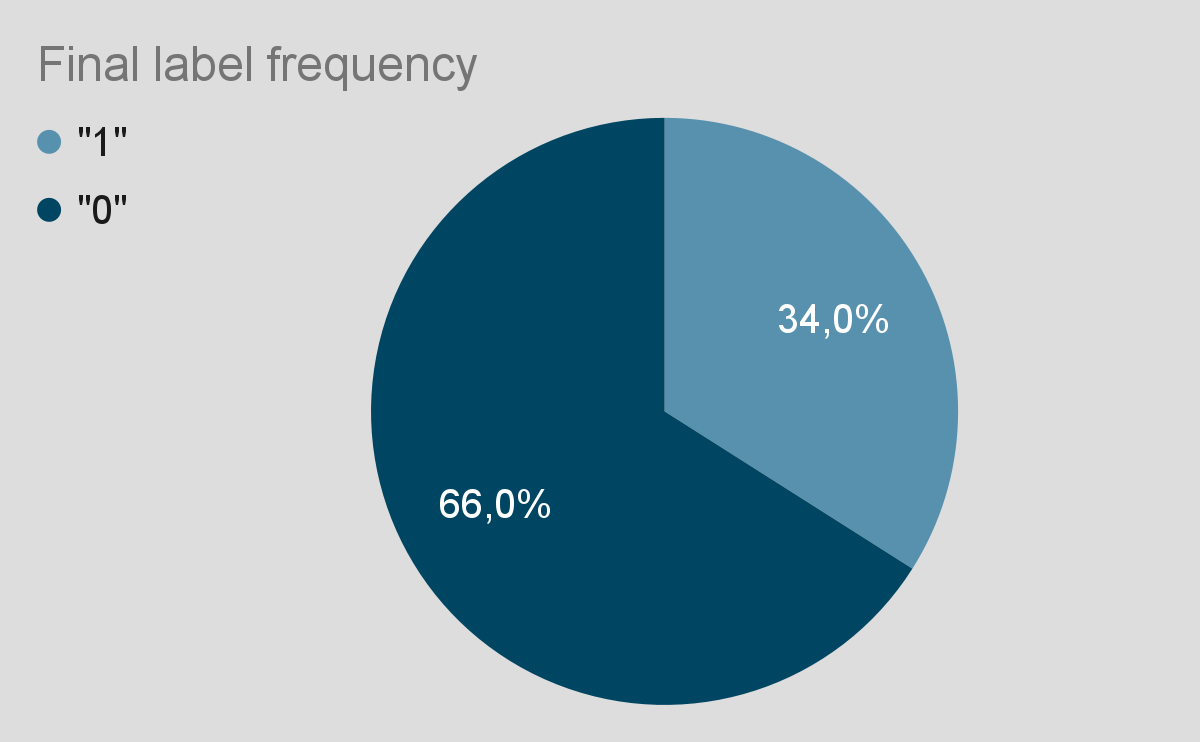 Final label frequency
"1"
"0"
34,0%
66,0%